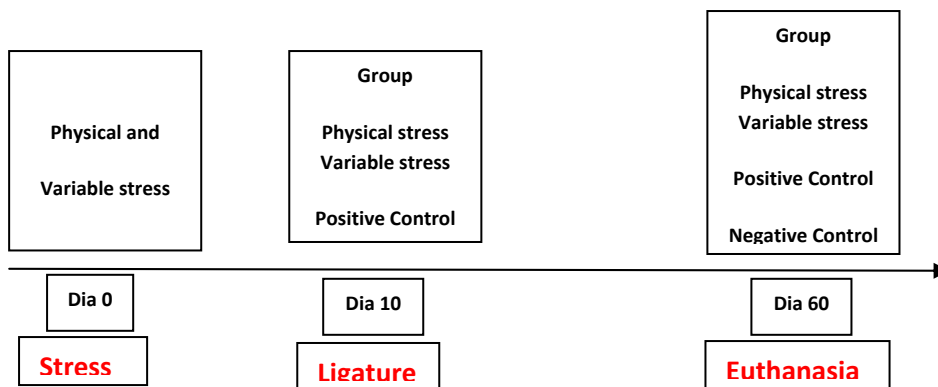 Physical and
Variable stress
Group
Physical stress
Variable stress
Positive Control
Group
Physical stress
Variable stress
Positive Control
Negative Control
Dia 0
Dia 10
Dia 60
Stress
Ligature
Euthanasia